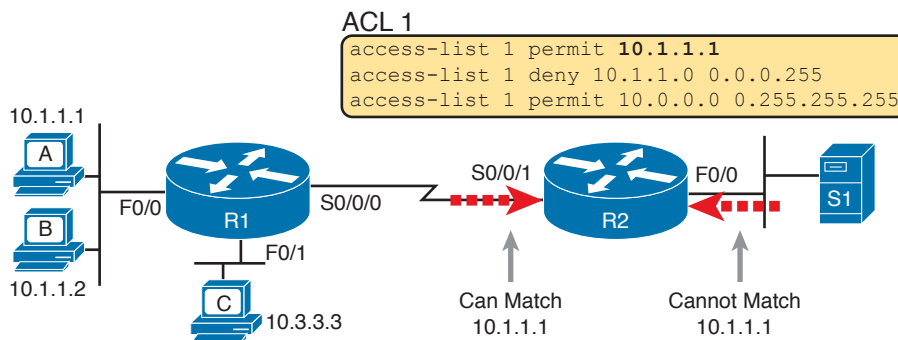 ACL 1
access-list 1 permit 10.1.1.1
access-list 1 deny 10.1.1.0 0.0.0.255
access-list 1 permit 10.0.0.0 0.255.255.255
10.1.1.1
A
B
10.1.1.2
F0/0
R1
S0/0/0
F0/1
C
10.3.3.3
S0/0/1
R2
F0/0
S1
Can Match
10.1.1.1
Cannot Match
10.1.1.1